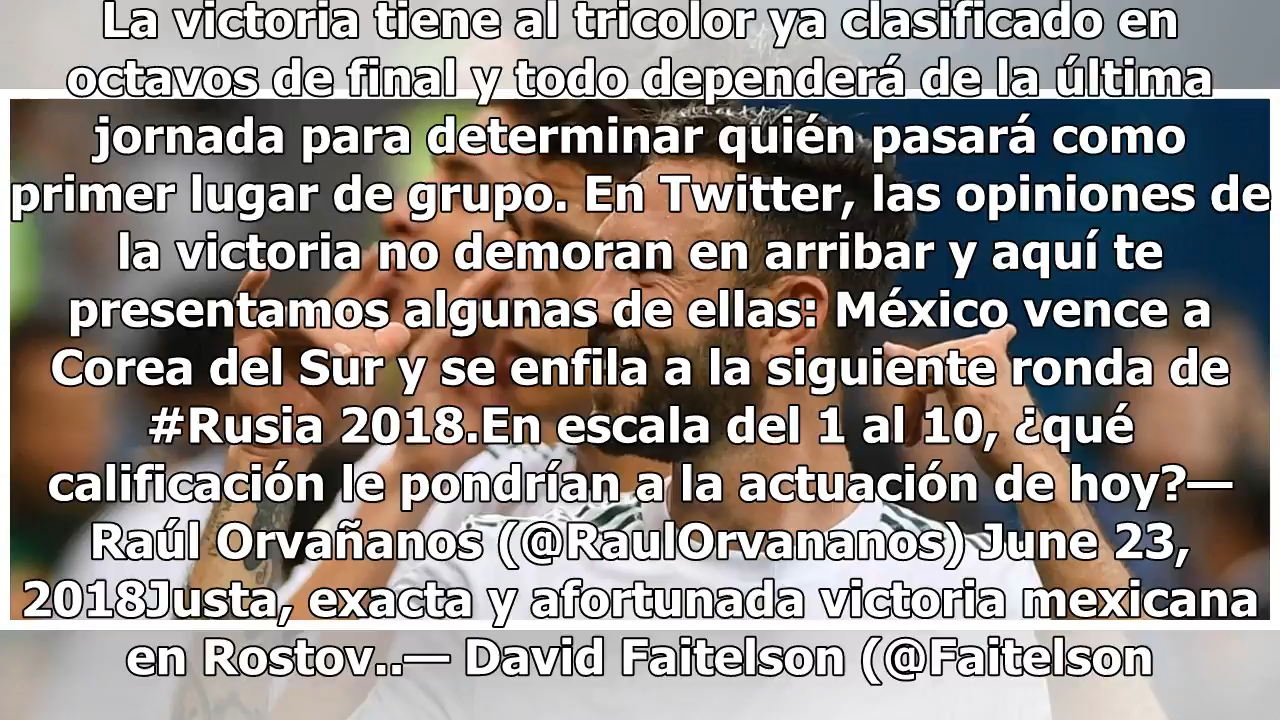 La victoria tiene al tricolor ya clasificado en
octavos de final y todo dependerá de la última
jornada para determinar quién pasará como
primer lugar de grupo. En Twitter, las opiniones de
la victoria no demoran en arribar y aquí te
presentamos algunas de ellas: México vence a
Corea del Sur y se enfila a la siguiente ronda de
#Rusia 2018.En escala del 1 al 10, ¿qué
calificación le pondrían a la actuación de hoy?—
Raúl Orvañanos (@RaulOrvananos) June 23,
2018Justa, exacta y afortunada victoria mexicana
en Rostov..— David Faitelson (@Faitelson